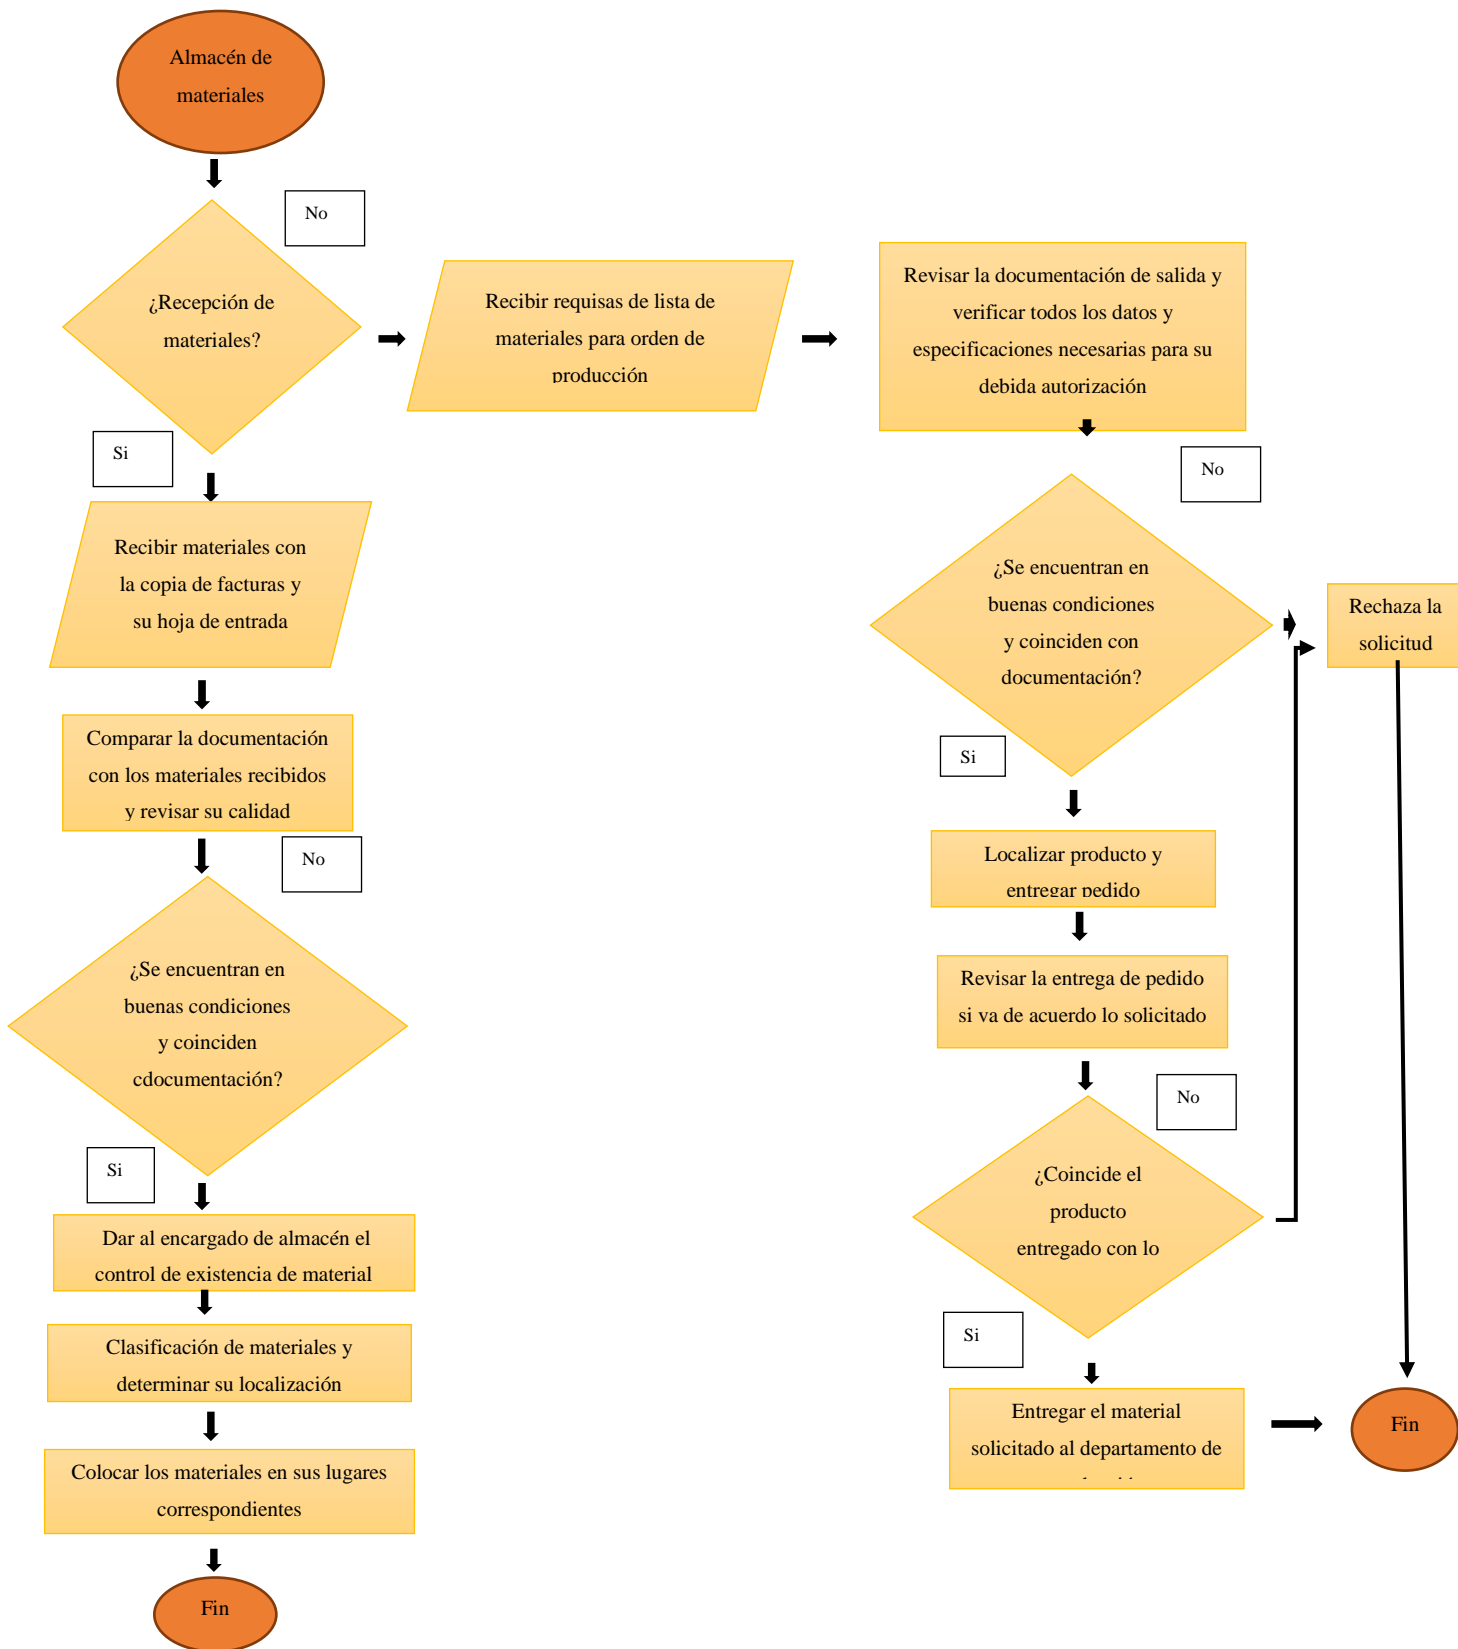 Almacén de
materiales
No
¿Recepción de
materiales?
Si
Recibir requisas de lista de
materiales para orden de
producción
Revisar la documentación de salida y
verificar todos los datos y
especificaciones necesarias para su
debida autorización
Recibir materiales con
la copia de facturas y
su hoja de entrada
Comparar la documentación
con los materiales recibidos
y revisar su calidad
No
¿Se encuentran en
buenas condiciones
y coinciden
cdocumentación?
Si
Dar al encargado de almacén el
control de existencia de material
Clasificación de materiales y
determinar su localización
Colocar los materiales en sus lugares
correspondientes
Fin
No
¿Se encuentran en
buenas condiciones
y coinciden con
documentación?
Si
Rechaza la
solicitud
Localizar producto y
entregar pedido
Revisar la entrega de pedido
si va de acuerdo lo solicitado
No
¿Coincide el
producto
entregado con lo
Si
Entregar el material
solicitado al departamento de
Fin